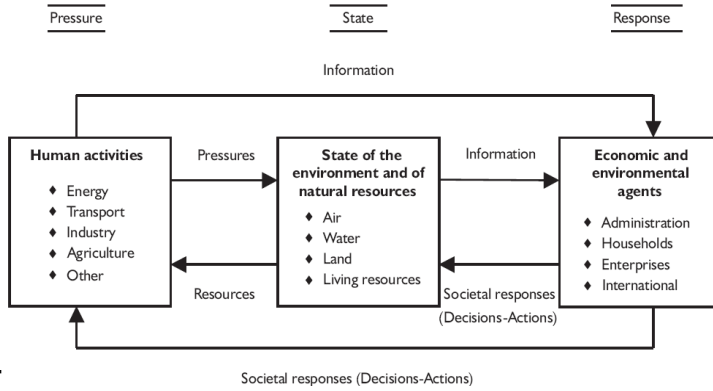 Pressure
State
Response
Information
Human activities
♦ Energy
♦ Transport
♦ Industry
♦ Agriculture
♦ Other
Pressures
Resources
State of the
environment and of
natural resources
♦ Air
♦ Water
♦ Land
♦ Living resources
Information
Societal responses
(Decisions-Actions)
Economic and
environmental
agents
♦ Administration
♦ Households
♦ Enterprises
♦ International
Societal responses (Decisions-Actions)